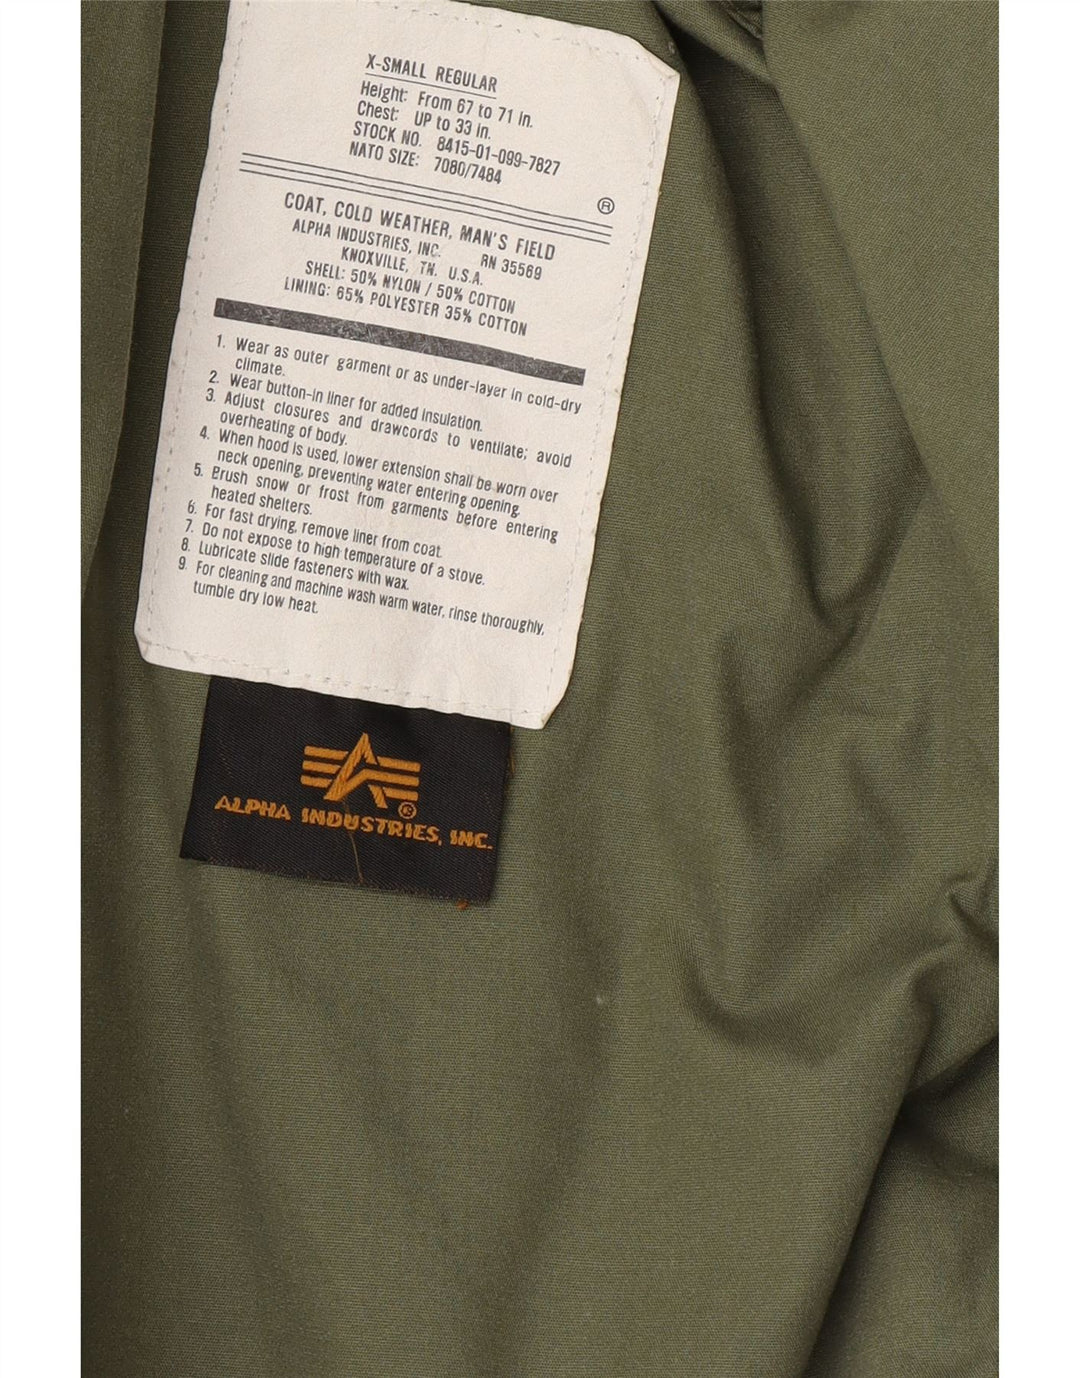 X-SMALL REGULAR
Height: From 67 to 71 in.
Chest: UP to 33 in.
STOCK NO. 8415-01-099-7827
NATO SIZE: 7080/7484
®
COAT, COLD WEATHER, MAN'S FIELD
ALPHA INDUSTRIES, INC. RN 35569
KNOXVILLE, TN. U.S.A.
SHELL: 50% NYLON / 50% COTTON
LINING: 65% POLYESTER 35% COTTON
1. Wear as outer garment or as under-layer in cold-dry
climate.
2. Wear button-in liner for added insulation.
3. Adjust closures and drawcords to ventilate; avoid
overheating of body.
4. When hood is used, lower extension shall be worn over
neck opening, preventing water entering opening.
5. Brush snow or frost from garments before entering
heated shelters.
6. For fast drying, remove liner from coat.
7. Do not expose to high temperature of a stove.
8. Lubricate slide fasteners with wax.
9. For cleaning and machine wash warm water, rinse thoroughly,
tumble dry low heat.
®
ALPHA INDUSTRIES, INC.